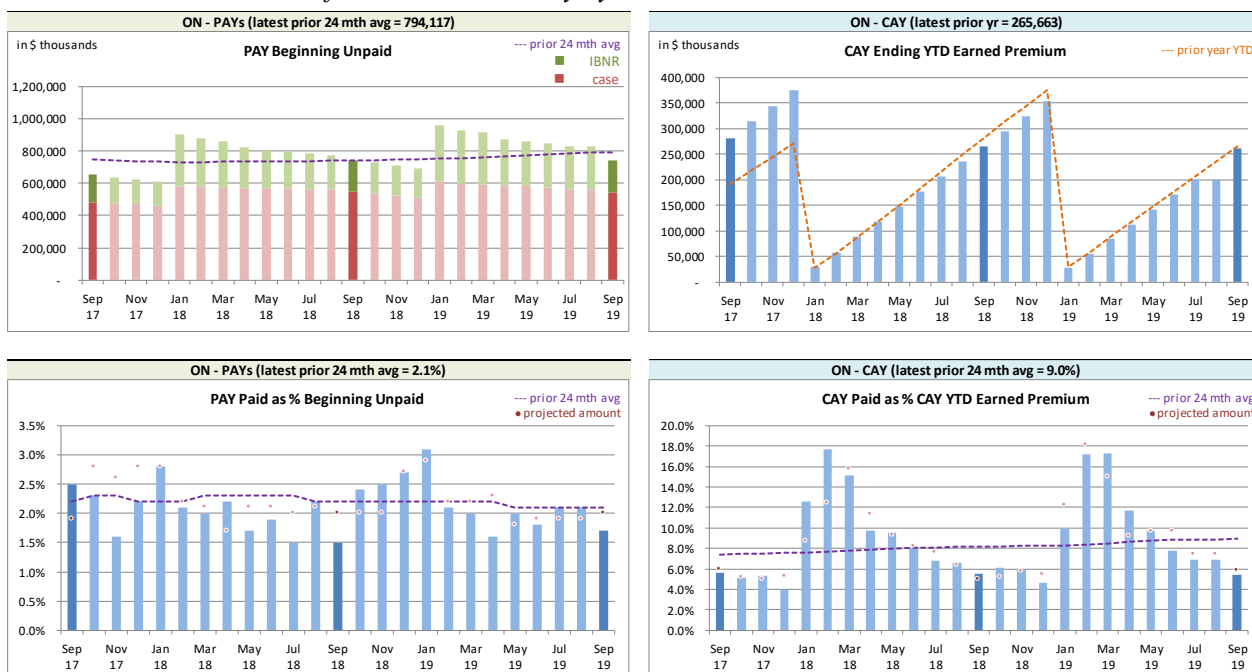 ON - PAYs (latest prior 24 mth avg = 794,117)
in $ thousands
PAY Beginning Unpaid
--- prior 24 mth avg
IBNR
case
1,200,000
1,000,000
800,000
600,000
400,000
200,000
-
Sep Nov Jan Mar May Jul Sep Nov Jan Mar May Jul Sep
17 17 18 18 18 18 18 18 19 19 19 19 19
ON - CAY (latest prior yr = 265,663)
in $ thousands
CAY Ending YTD Earned Premium
--- prior year YTD
400,000
350,000
300,000
250,000
200,000
150,000
100,000
50,000
-
Sep Nov Jan Mar May Jul Sep Nov Jan Mar May Jul Sep
17 17 18 18 18 18 18 18 19 19 19 19 19
ON - PAYs (latest prior 24 mth avg = 2.1%)
PAY Paid as % Beginning Unpaid
--- prior 24 mth avg
• projected amount
3.5%
3.0%
2.5%
2.0%
1.5%
1.0%
0.5%
0.0%
Sep Nov Jan Mar May Jul Sep Nov Jan Mar May Jul Sep
17 17 18 18 18 18 18 18 19 19 19 19 19
ON - CAY (latest prior 24 mth avg = 9.0%)
CAY Paid as % CAY YTD Earned Premium
--- prior 24 mth avg
• projected amount
20.0%
18.0%
16.0%
14.0%
12.0%
10.0%
8.0%
6.0%
4.0%
2.0%
0.0%
Sep Nov Jan Mar May Jul Sep Nov Jan Mar May Jul Sep
17 17 18 18 18 18 18 18 19 19 19 19 19